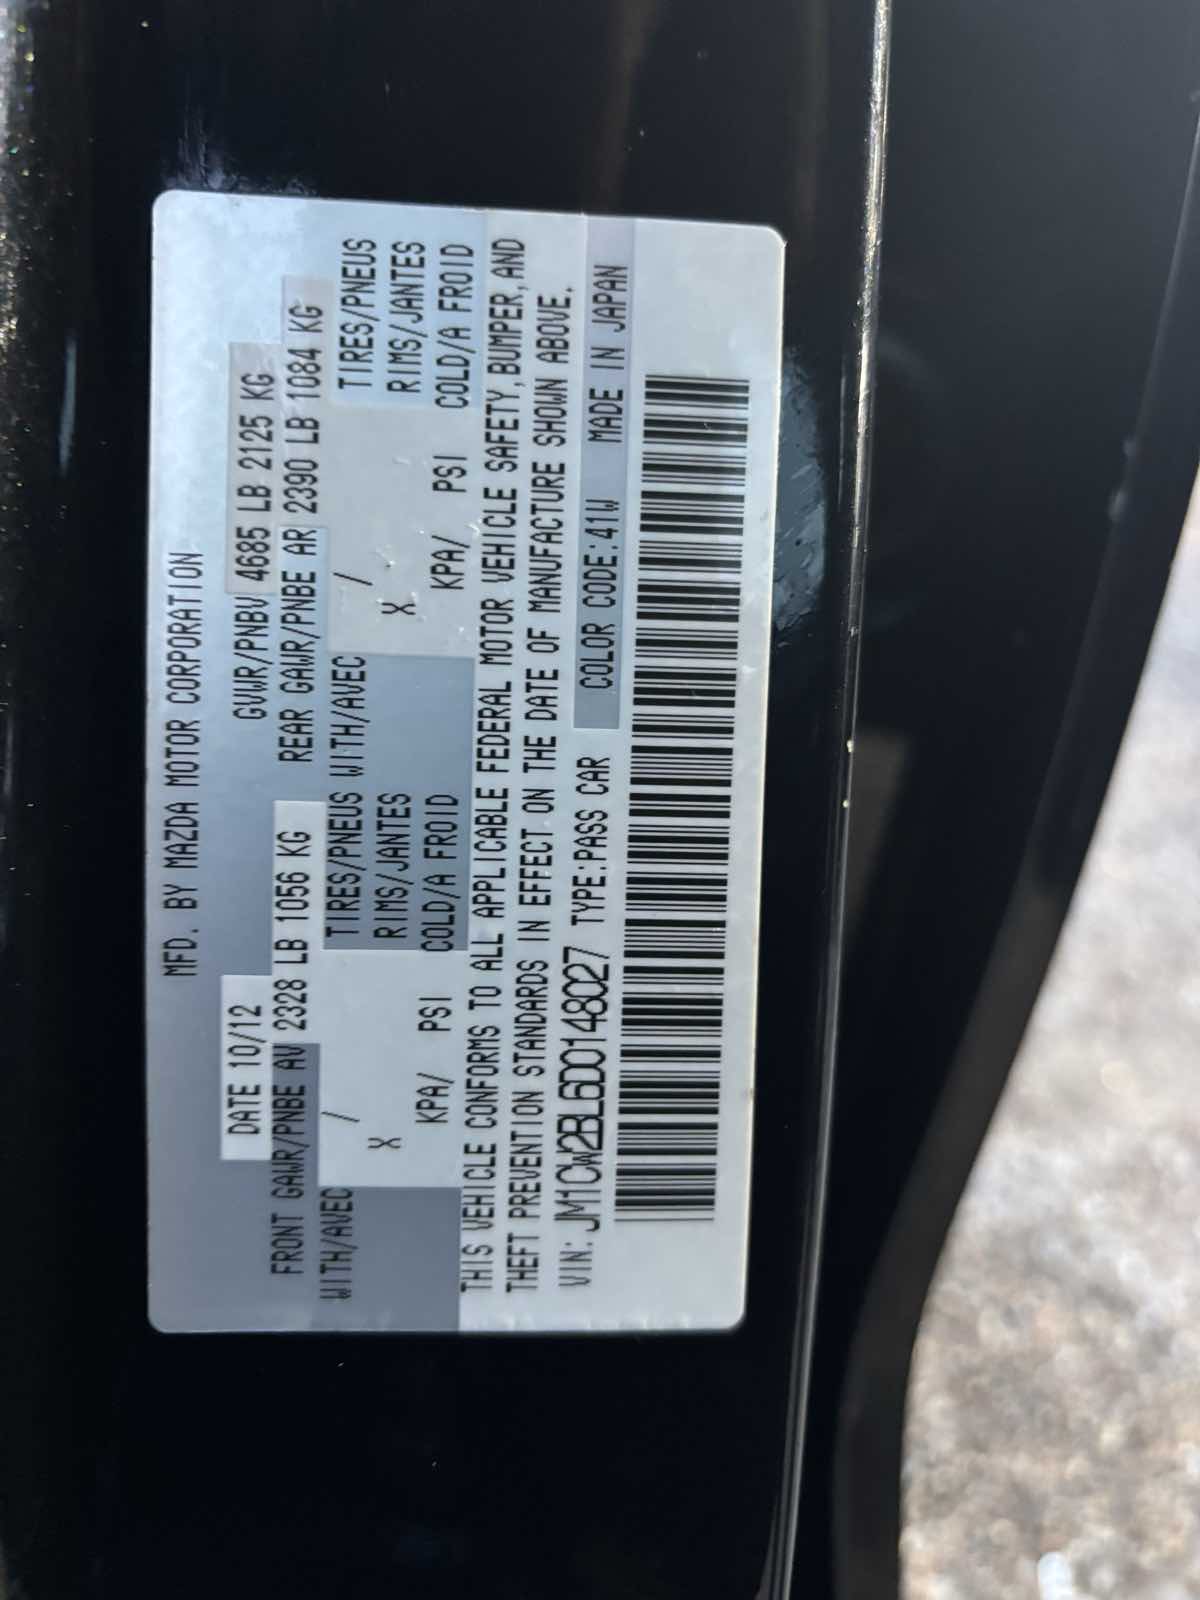 MFD. BY MAZDA MOTOR CORPORATION
DATE 10/12 GVWR/PNBV 4685 LB 2125 KG
FRONT GAWR/PNBE AV 2328 LB 1056 KG REAR GAWR/PNBE AR 2390 LB 1084 KG
WITH/AVEC / TIRES/PNEUS WITH/AVEC / TIRES/PNEUS
X RIMS/JANTES X RIMS/JANTES
KPA/ PSI COLD/A FROID KPA/ PSI COLD/A FROID
THIS VEHICLE CONFORMS TO ALL APPLICABLE FEDERAL MOTOR VEHICLE SAFETY,BUMPER,AND
THEFT PREVENTION STANDARDS IN EFFECT ON THE DATE OF MANUFACTURE SHOWN ABOVE.
VIN: JM1CW2BL6D0148027 TYPE:PASS CAR COLOR CODE:41W MADE IN JAPAN